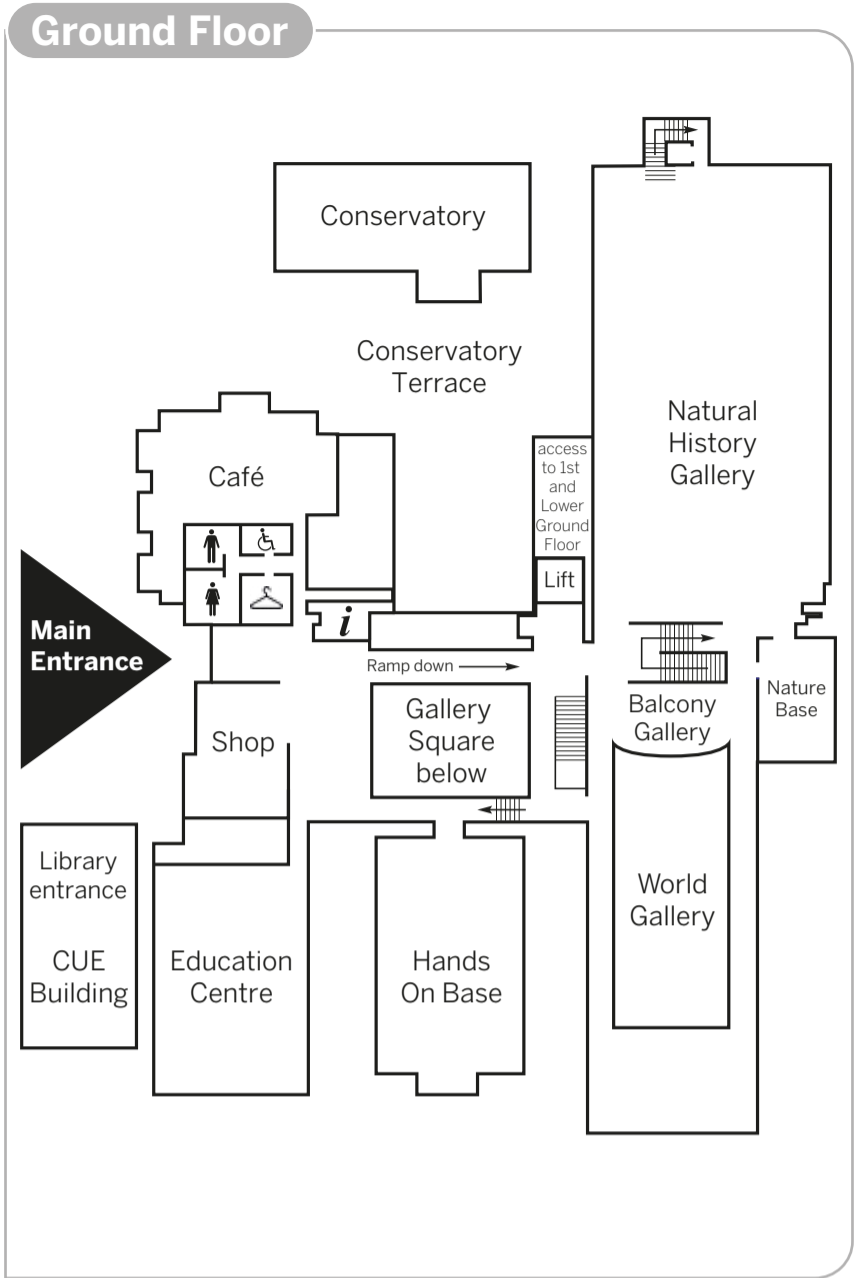 Ground Floor
Conservatory
Conservatory
Terrace
Natural
History
Gallery
Café
access
to 1st
and
Lower
Ground
Floor
Lift
Main
Entrance
i
Ramp down
Nature
Base
Balcony
Gallery
Gallery
Square
below
Shop
Library
entrance
CUE
Building
Education
Centre
Hands
On Base
World
Gallery